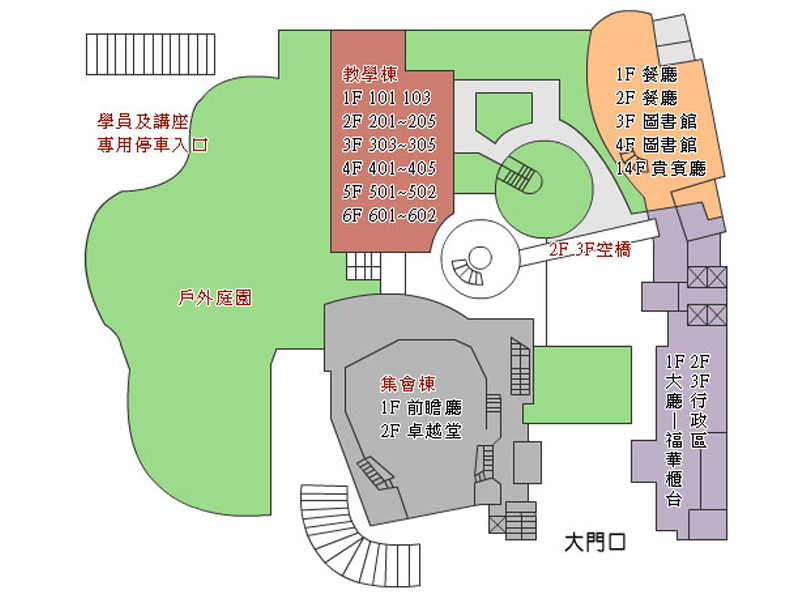 教學棟
1F 101 103
2F 201~205
3F 303~305
4F 401~405
5F 501~502
6F 601~602
1F 餐廳
2F 餐廳
3F 圖書館
4F 圖書館
14F 貴賓廳
學員及講座
專用停車入口
2F 3F空橋
戶外庭園
集會棟
1F 前瞻廳
2F 卓越堂
2F
3F行政區
1F大廳—福華櫃台
大門口